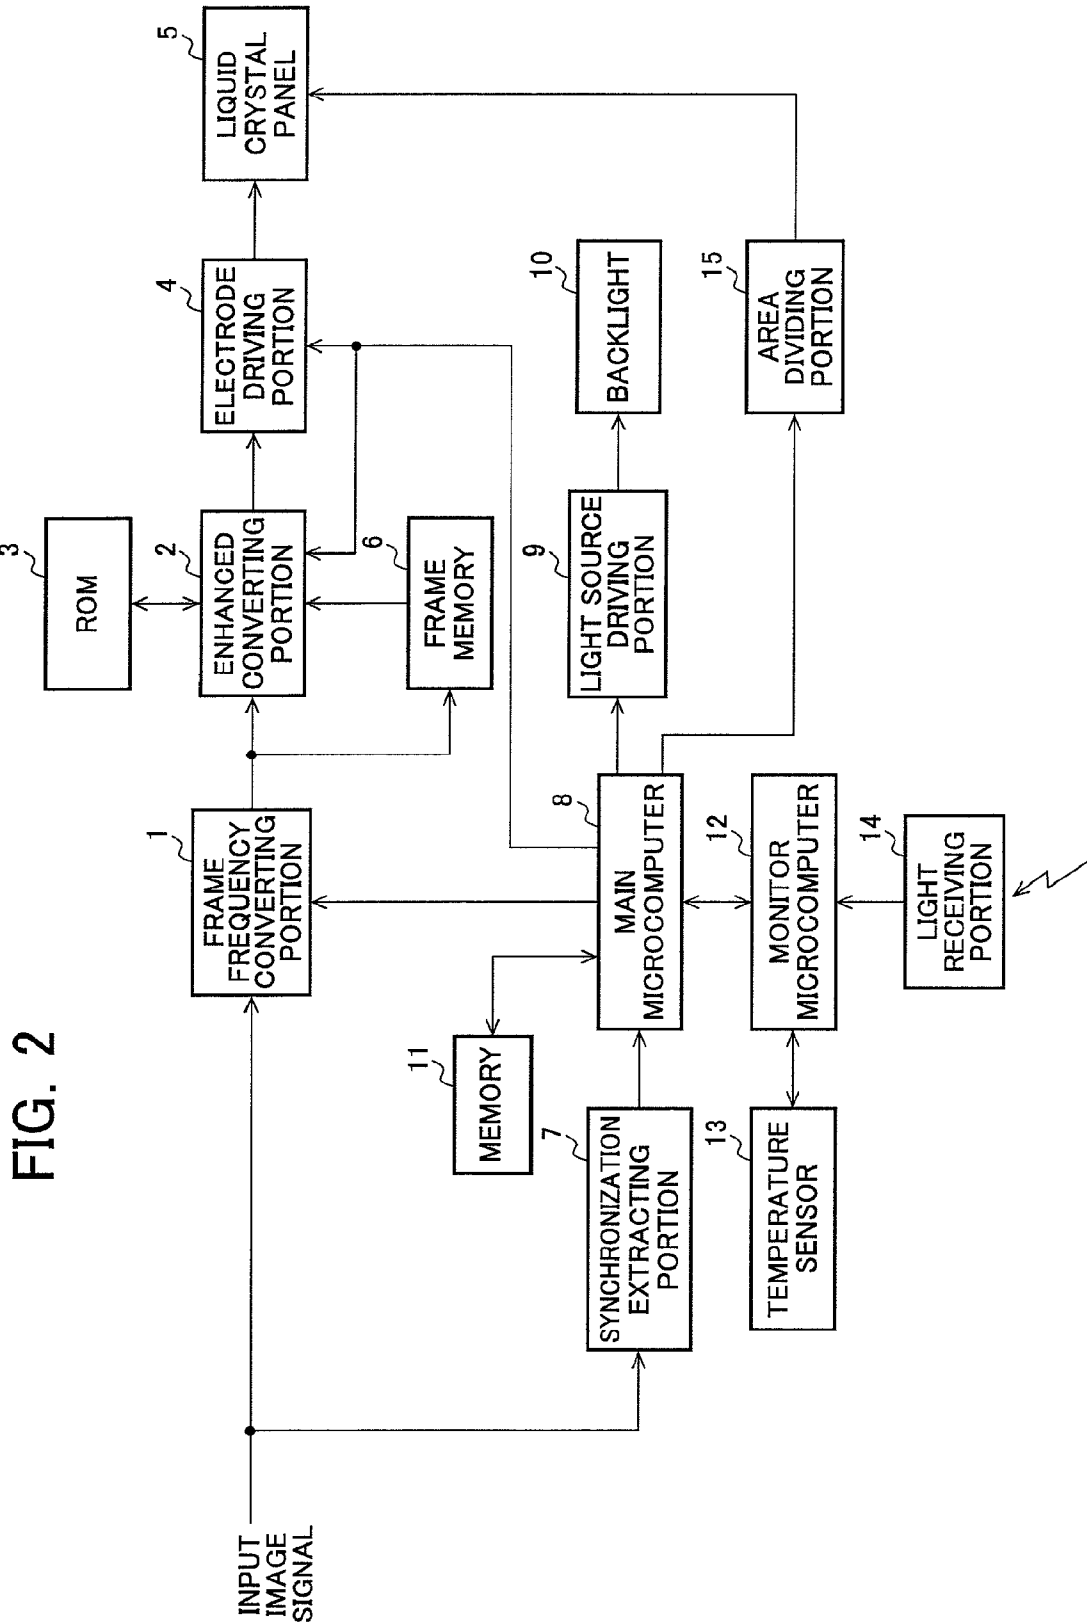 FIG. 2
INPUT
IMAGE
SIGNAL
1
FRAME
FREQUENCY
CONVERTING
PORTION
3
ROM
2
ENHANCED
CONVERTING
PORTION
4
ELECTRODE
DRIVING
PORTION
5
LIQUID
CRYSTAL
PANEL
6
FRAME
MEMORY
11
MEMORY
7
SYNCHRONIZATION
EXTRACTING
PORTION
8
MAIN
MICROCOMPUTER
9
LIGHT SOURCE
DRIVING
PORTION
10
BACKLIGHT
13
TEMPERATURE
SENSOR
12
MONITOR
MICROCOMPUTER
15
AREA
DIVIDING
PORTION
14
LIGHT
RECEIVING
PORTION